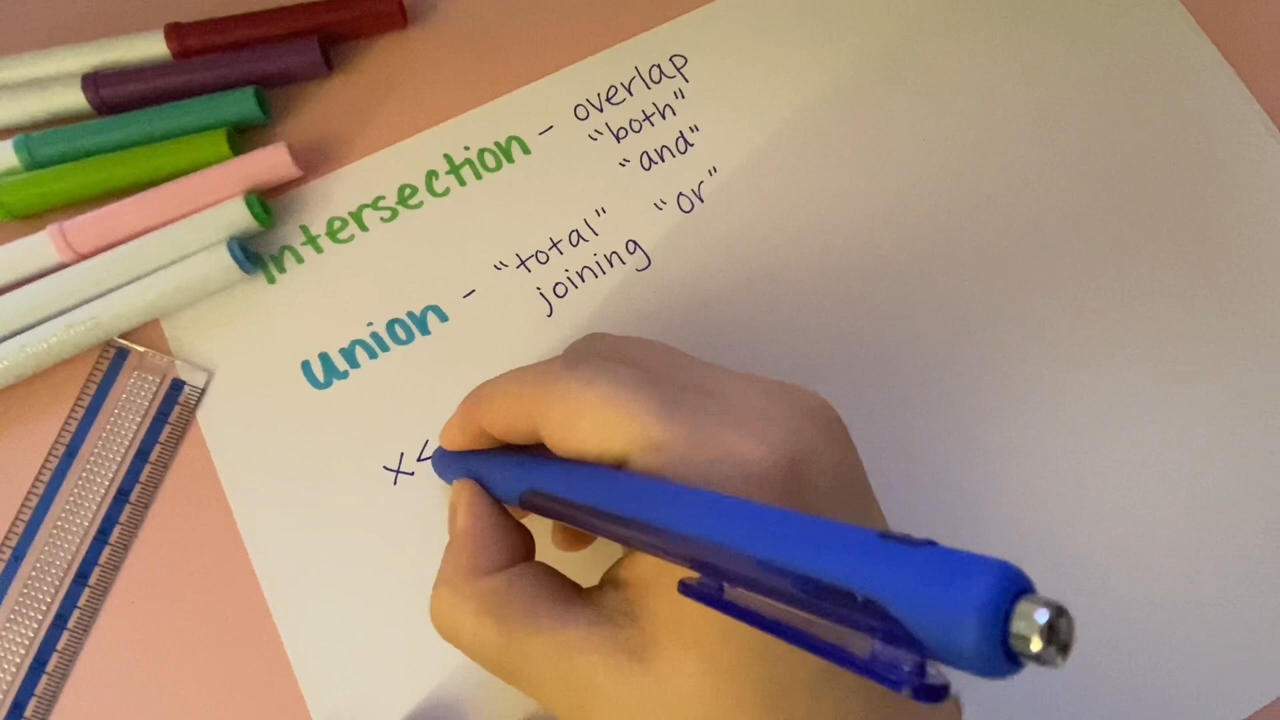 intersection - overlap
"both"
"and"
union - "total" "or"
joining
x<